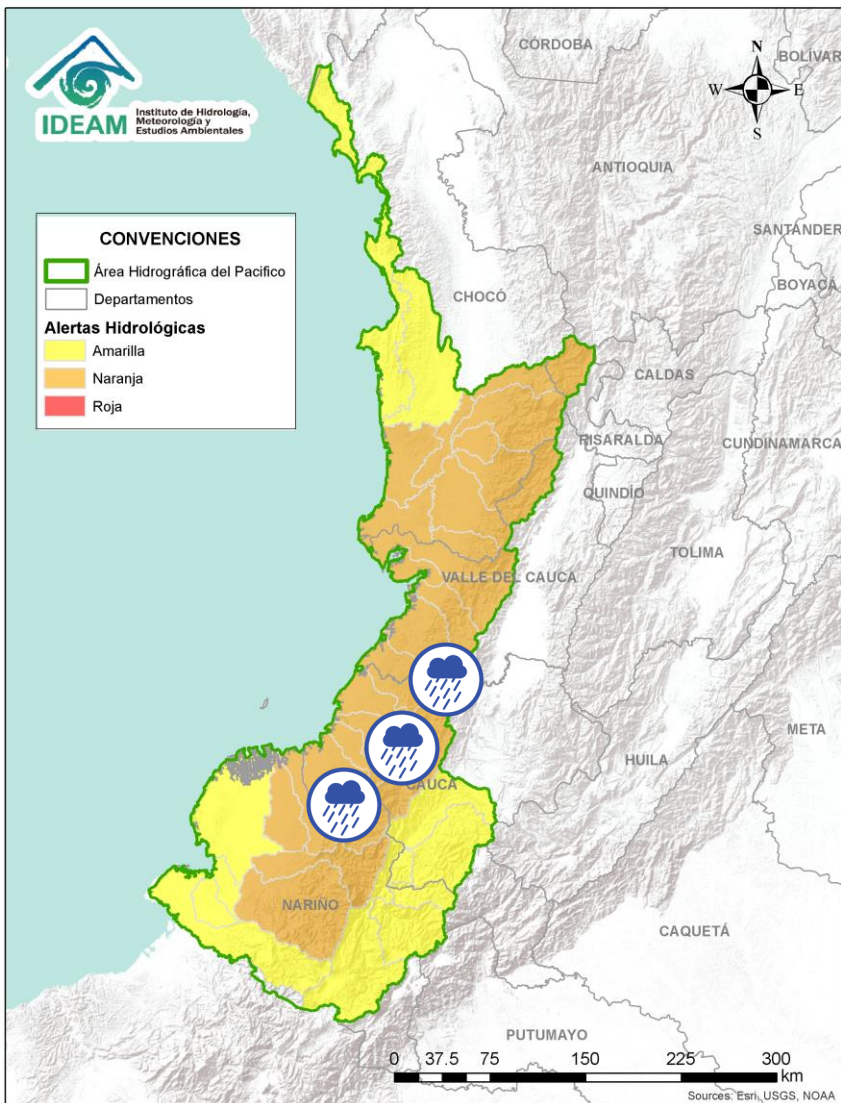 IDEAM
Instituto de Hidrología,
Meteorología y
Estudios Ambientales
CÓRDOBA
BOLÍVAR
N
W
E
S
ANTIOQUIA
SANTANDER
BOYACÁ
CONVENCIONES
Área Hidrográfica del Pacifico
Departamentos
Alertas Hidrológicas
Amarilla
Naranja
Roja
CHOCÓ
CALDAS
RISARALDA
CUNDINAMARCA
QUINDÍO
TOLIMA
VALLE DEL CAUCA
META
HUILA
CAUCA
NARIÑO
CAQUETÁ
PUTUMAYO
0 37.5 75 150 225 300
km
Sources: Esri, USGS, NOAA